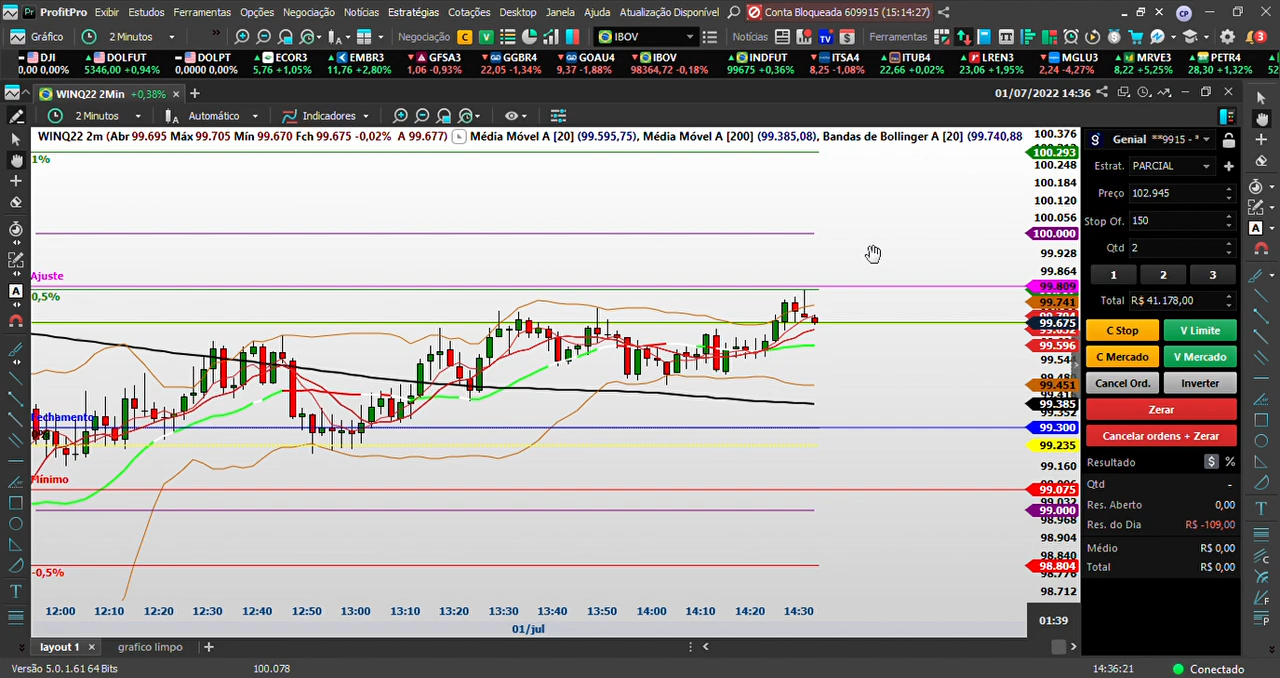 ProfitPro Exibir Estudos Ferramentas Opções Negociação Notícias Estratégias Cotações Desktop Janela Ajuda Atualização Disponível Conta Bloqueada 609915 (15:14:27) CP
Gráfico 2 Minutos » Negociação C V IBOV Notícias TV $ Ferramentas 3
DJI DOLFUT DOLPT ECOR3 EMBR3 GFSA3 GGBR4 GOAU4 IBOV INDFUT ITSA4 ITUB4 LREN3 MGLU3 MRVE3 PETR4
0,00 0,00% 5346,00 +0,94% 0,0000 0,00% 5,76 +1,05% 11,76 +2,80% 1,06 -0,93% 22,05 -1,34% 9,37 -1,88% 98364,72 -0,18% 99675 +0,36% 8,25 -1,08% 22,66 +0,02% 23,06 +1,95% 2,24 -4,27% 8,22 +5,25% 28,30 +1,32%
WINQ22 2Min +0,38% × + 01/07/2022 14:36
2 Minutos Automático Indicadores
WINQ22 2m (Abr 99.695 Máx 99.705 Mín 99.670 Fch 99.675 -0,02% A 99.677) Média Móvel A [20] (99.595,75), Média Móvel A [200] (99.385,08), Bandas de Bollinger A [20] (99.740,88
1%
Ajuste
0,5%
Fechamento
Mínimo
-0,5%
100.376
100.293
100.248
100.184
100.120
100.056
100.000
99.928
99.864
99.809
99.741
99.675
99.596
99.544
99.451
99.385
99.352
99.300
99.235
99.160
99.075
99.000
98.968
98.904
98.840
98.804
98.712
12:00 12:10 12:20 12:30 12:40 12:50 13:00 13:10 13:20 13:30 13:40 13:50 14:00 14:10 14:20 14:30
01/jul
01:39
Genial **9915 - *
Estrat. PARCIAL
Preço 102.945
Stop Of. 150
Qtd 2
1 2 3
Total R$ 41.178,00
C Stop V Limite
C Mercado V Mercado
Cancel Ord. Inverter
Zerar
Cancelar ordens + Zerar
Resultado $ %
Qtd -
Res. Aberto 0,00
Res. do Dia R$ -109,00
Médio R$ 0,00
Total R$ 0,00
layout 1 × grafico limpo +
Versão 5.0.1.61 64 Bits 100.078 14:36:21 Conectado